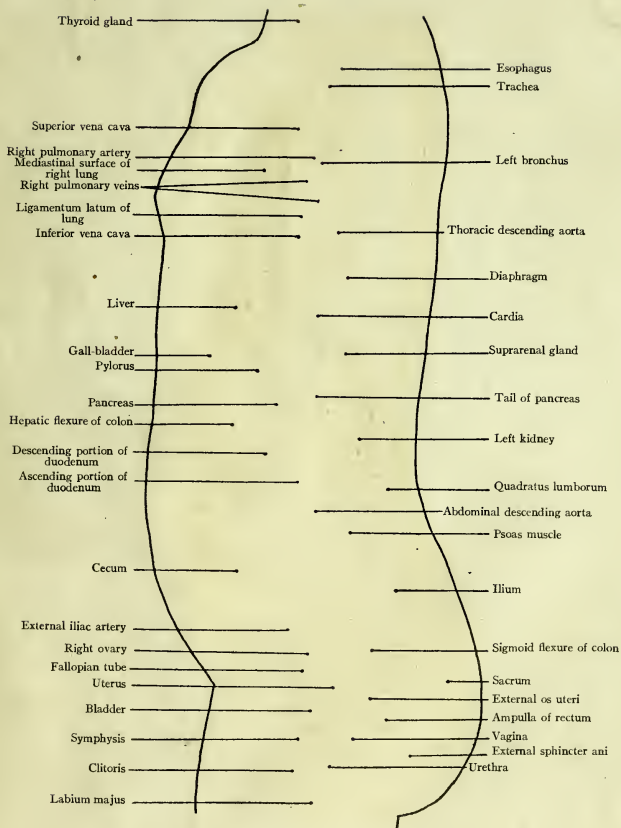 Thyroid gland
Superior vena cava
Right pulmonary artery
Mediastinal surface of
right lung
Right pulmonary veins
Ligamentum latum of
lung
Inferior vena cava
Liver
Gall-bladder
Pylorus
Pancreas
Hepatic flexure of colon
Descending portion of
duodenum
Ascending portion of
duodenum
Cecum
External iliac artery
Right ovary
Fallopian tube
Uterus
Bladder
Symphysis
Clitoris
Labium majus
Esophagus
Trachea
Left bronchus
Thoracic descending aorta
Diaphragm
Cardia
Suprarenal gland
Tail of pancreas
Left kidney
Quadratus lumborum
Abdominal descending aorta
Psoas muscle
Ilium
Sigmoid flexure of colon
Sacrum
External os uteri
Ampulla of rectum
Vagina
External sphincter ani
Urethra